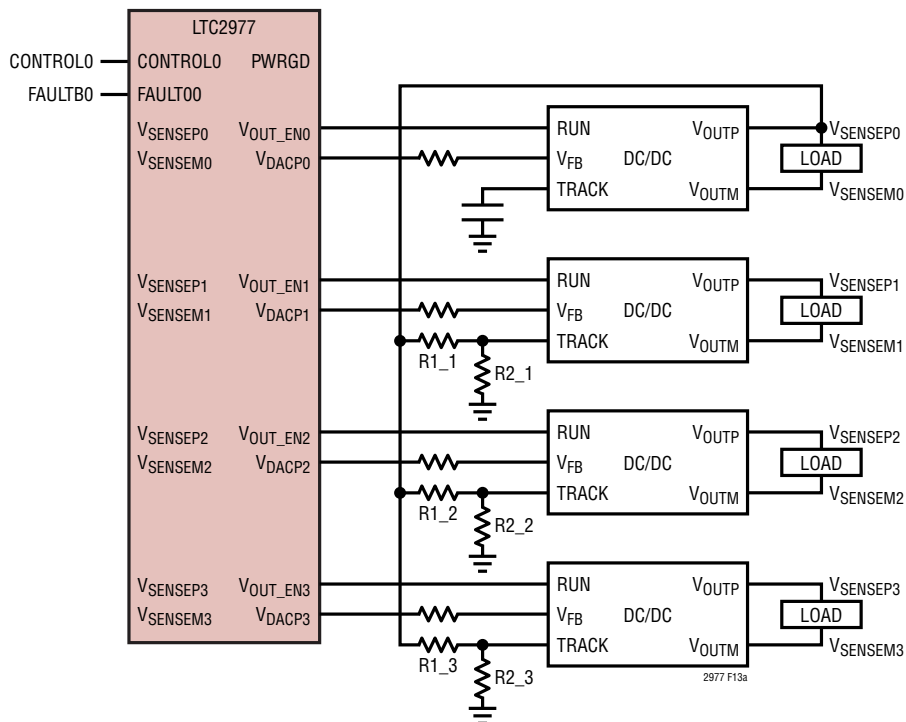 LTC2977
CONTROL0 CONTROL0 PWRGD
FAULTB0 FAULT00
VSENSEP0 VOUT_EN0 RUN VOUTP VSENSEP0
VSENSEM0 VDACP0 VFB DC/DC LOAD
TRACK VOUTM VSENSEM0
VSENSEP1 VOUT_EN1 RUN VOUTP VSENSEP1
VSENSEM1 VDACP1 VFB DC/DC LOAD
TRACK VOUTM VSENSEM1
R1_1
R2_1
VSENSEP2 VOUT_EN2 RUN VOUTP VSENSEP2
VSENSEM2 VDACP2 VFB DC/DC LOAD
TRACK VOUTM VSENSEM2
R1_2
R2_2
VSENSEP3 VOUT_EN3 RUN VOUTP VSENSEP3
VSENSEM3 VDACP3 VFB DC/DC LOAD
TRACK VOUTM VSENSEM3
R1_3
R2_3
2977 F13a